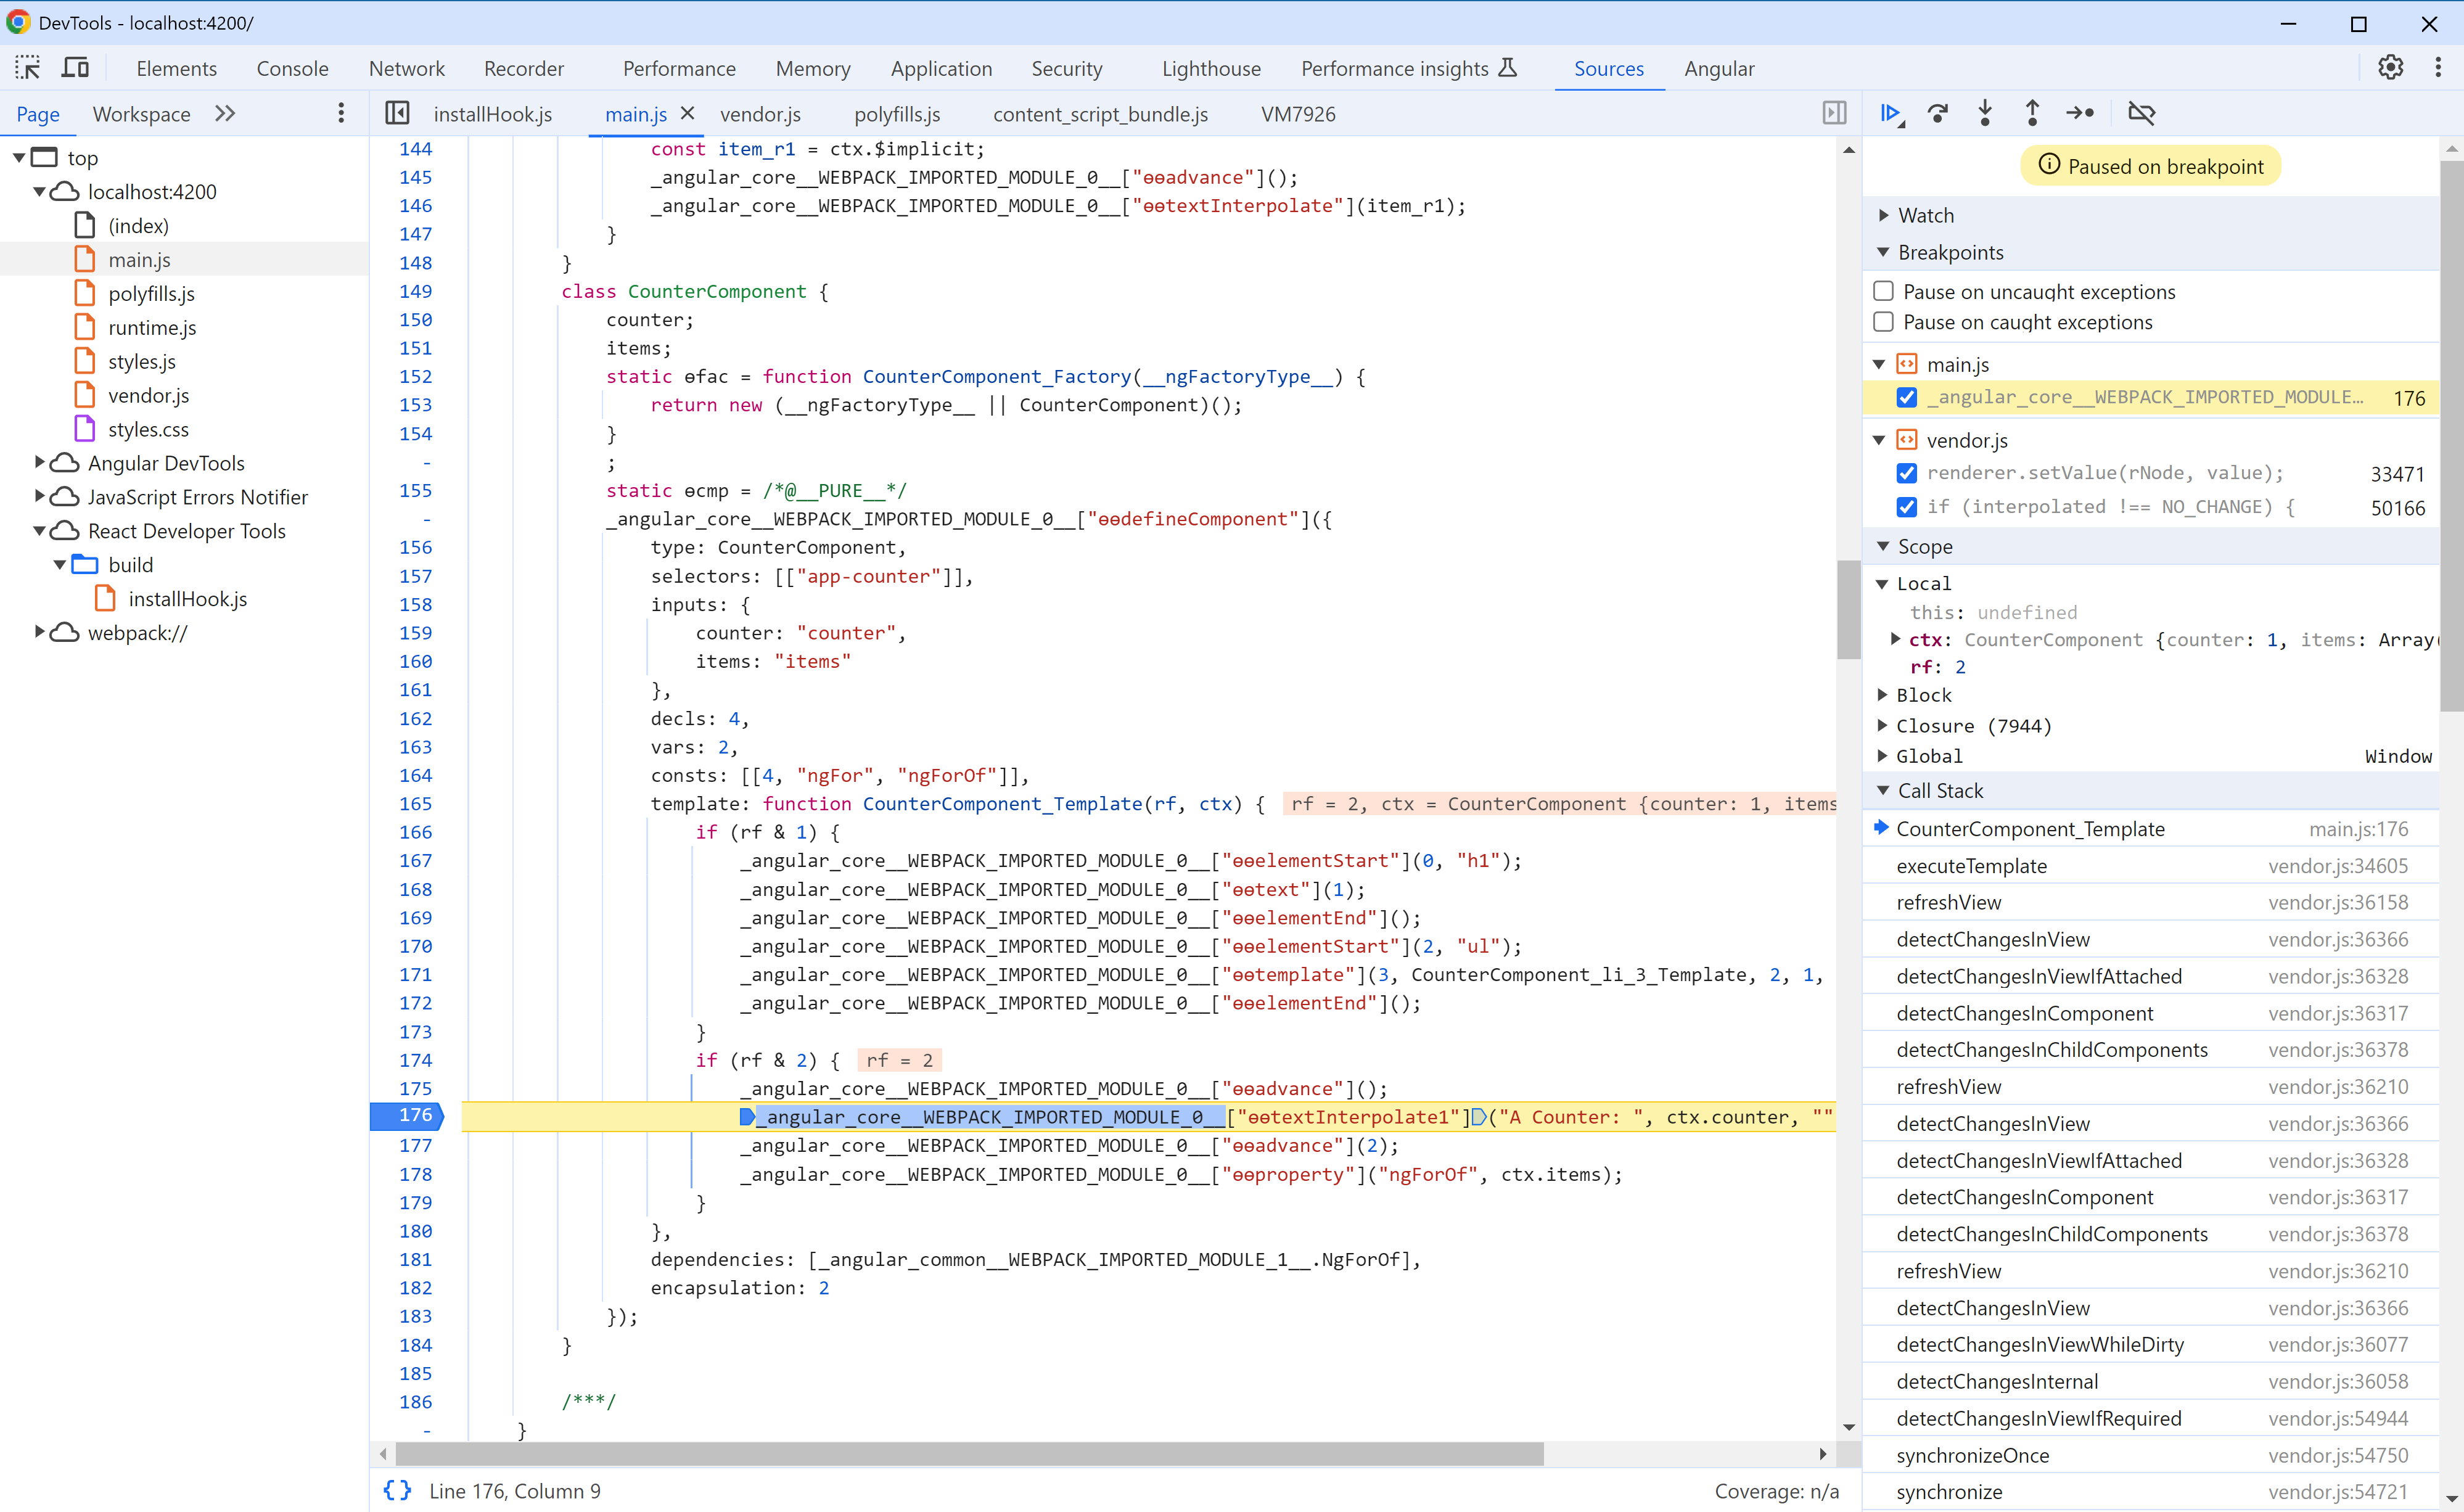 DevTools - localhost:4200/
Elements Console Network Recorder Performance Memory Application Security Lighthouse Performance insights Sources Angular
Page Workspace
top
localhost:4200
(index)
main.js
polyfills.js
runtime.js
styles.js
vendor.js
styles.css
Angular DevTools
JavaScript Errors Notifier
React Developer Tools
build
installHook.js
webpack://
installHook.js main.js vendor.js polyfills.js content_script_bundle.js VM7926
144 const item_r1 = ctx.$implicit;
145 _angular_core__WEBPACK_IMPORTED_MODULE_0__["ɵɵadvance"]();
146 _angular_core__WEBPACK_IMPORTED_MODULE_0__["ɵɵtextInterpolate"](item_r1);
147 }
148 }
149 class CounterComponent {
150 counter;
151 items;
152 static ɵfac = function CounterComponent_Factory(__ngFactoryType__) {
153 return new (__ngFactoryType__ || CounterComponent)();
154 }
- ;
155 static ɵcmp = /*@__PURE__*/
- _angular_core__WEBPACK_IMPORTED_MODULE_0__["ɵɵdefineComponent"]({
156 type: CounterComponent,
157 selectors: [["app-counter"]],
158 inputs: {
159 counter: "counter",
160 items: "items"
161 },
162 decls: 4,
163 vars: 2,
164 consts: [[4, "ngFor", "ngForOf"]],
165 template: function CounterComponent_Template(rf, ctx) { rf = 2, ctx = CounterComponent {counter: 1, items
166 if (rf & 1) {
167 _angular_core__WEBPACK_IMPORTED_MODULE_0__["ɵɵelementStart"](0, "h1");
168 _angular_core__WEBPACK_IMPORTED_MODULE_0__["ɵɵtext"](1);
169 _angular_core__WEBPACK_IMPORTED_MODULE_0__["ɵɵelementEnd"]();
170 _angular_core__WEBPACK_IMPORTED_MODULE_0__["ɵɵelementStart"](2, "ul");
171 _angular_core__WEBPACK_IMPORTED_MODULE_0__["ɵɵtemplate"](3, CounterComponent_li_3_Template, 2, 1,
172 _angular_core__WEBPACK_IMPORTED_MODULE_0__["ɵɵelementEnd"]();
173 }
174 if (rf & 2) { rf = 2
175 _angular_core__WEBPACK_IMPORTED_MODULE_0__["ɵɵadvance"]();
176 _angular_core__WEBPACK_IMPORTED_MODULE_0__["ɵɵtextInterpolate1"]("A Counter: ", ctx.counter, ""
177 _angular_core__WEBPACK_IMPORTED_MODULE_0__["ɵɵadvance"](2);
178 _angular_core__WEBPACK_IMPORTED_MODULE_0__["ɵɵproperty"]("ngForOf", ctx.items);
179 }
180 },
181 dependencies: [_angular_common__WEBPACK_IMPORTED_MODULE_1__.NgForOf],
182 encapsulation: 2
183 });
184 }
185
186 /***/
- }
{} Line 176, Column 9 Coverage: n/a
Paused on breakpoint
Watch
Breakpoints
Pause on uncaught exceptions
Pause on caught exceptions
main.js
_angular_core__WEBPACK_IMPORTED_MODULE… 176
vendor.js
renderer.setValue(rNode, value); 33471
if (interpolated !== NO_CHANGE) { 50166
Scope
Local
this: undefined
ctx: CounterComponent {counter: 1, items: Array(
rf: 2
Block
Closure (7944)
Global Window
Call Stack
CounterComponent_Template main.js:176
executeTemplate vendor.js:34605
refreshView vendor.js:36158
detectChangesInView vendor.js:36366
detectChangesInViewIfAttached vendor.js:36328
detectChangesInComponent vendor.js:36317
detectChangesInChildComponents vendor.js:36378
refreshView vendor.js:36210
detectChangesInView vendor.js:36366
detectChangesInViewIfAttached vendor.js:36328
detectChangesInComponent vendor.js:36317
detectChangesInChildComponents vendor.js:36378
refreshView vendor.js:36210
detectChangesInView vendor.js:36366
detectChangesInViewWhileDirty vendor.js:36077
detectChangesInternal vendor.js:36058
detectChangesInViewIfRequired vendor.js:54944
synchronizeOnce vendor.js:54750
synchronize vendor.js:54721